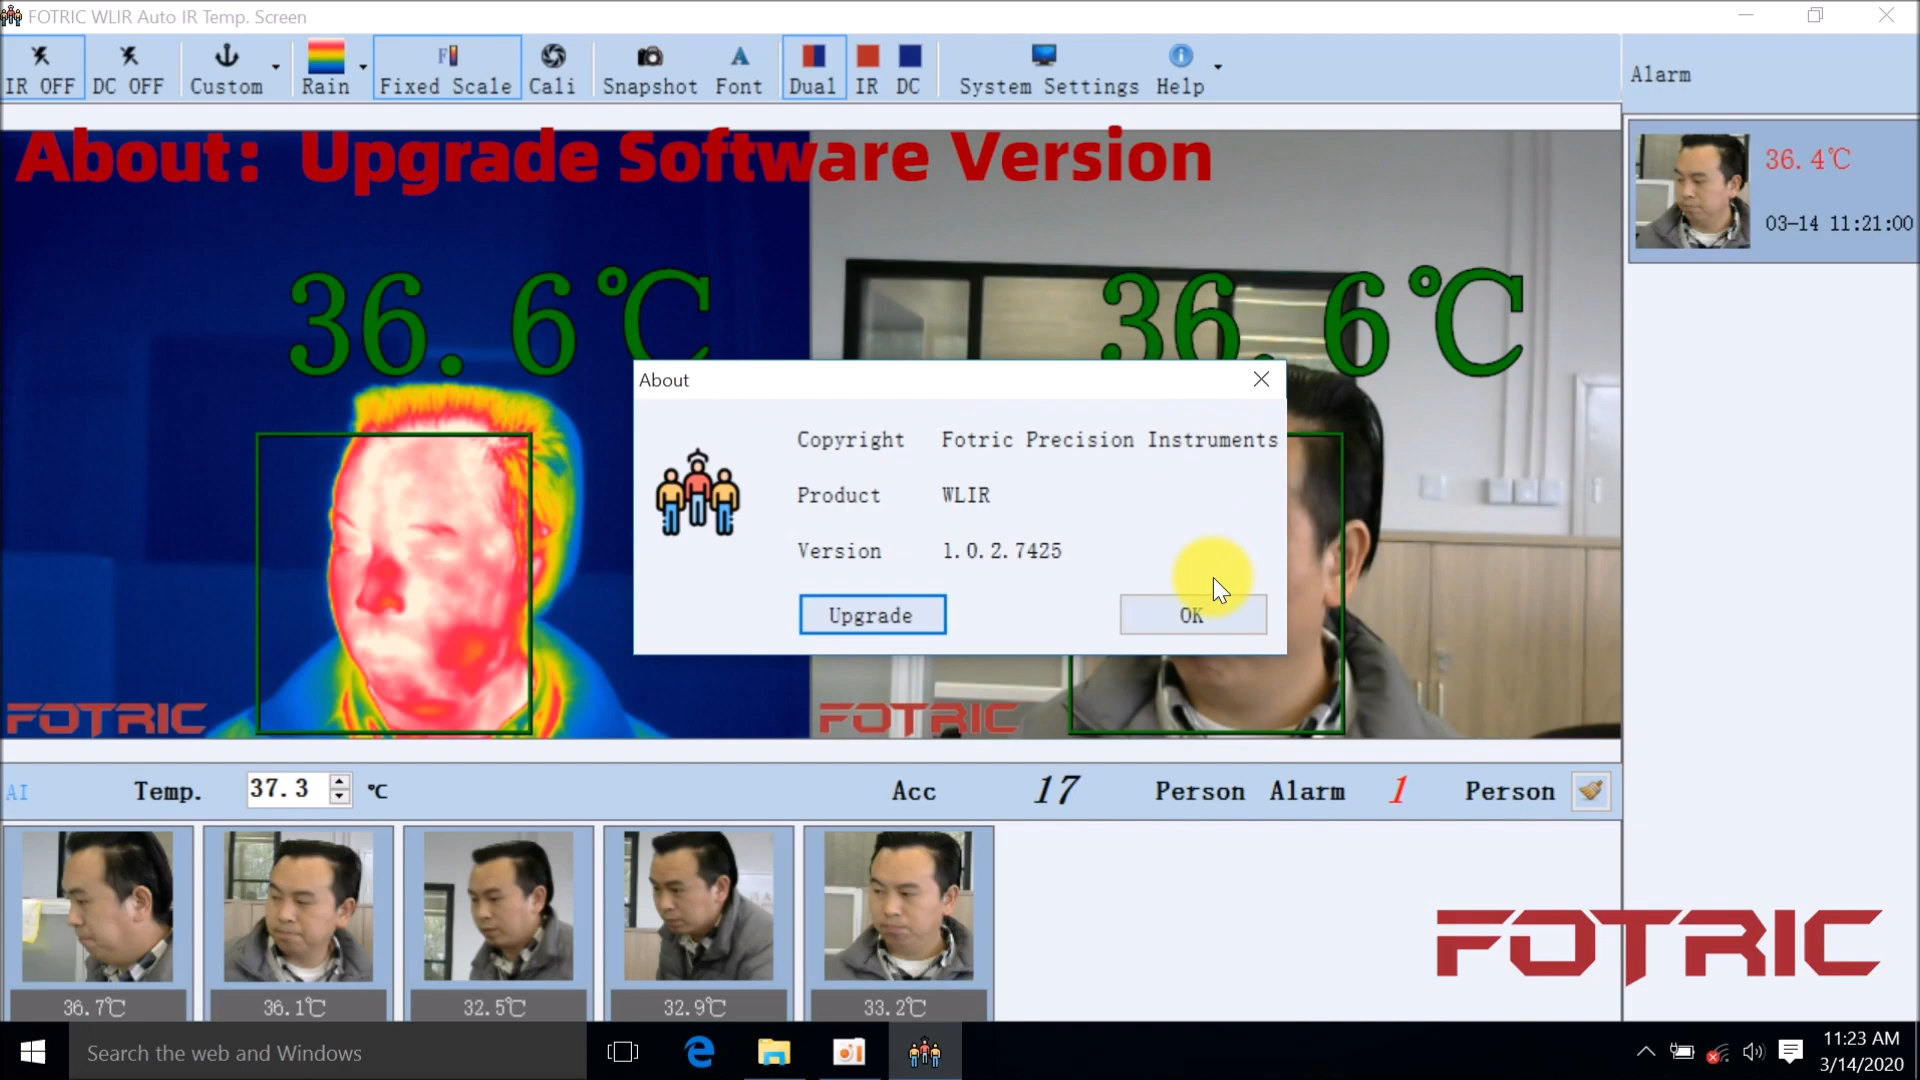 FOTRIC WLIR Auto IR Temp. Screen
IR OFF
DC OFF
Custom
Rain
F
Fixed Scale
Cali
Snapshot
A
Font
Dual
IR
DC
System Settings
Help
Alarm
About: Upgrade Software Version
36.4℃
03-14 11:21:00
36.6℃
36.6℃
About
Copyright Fotric Precision Instruments
Product WLIR
Version 1.0.2.7425
Upgrade
OK
FOTRIC
FOTRIC
AI
Temp. 37.3 ℃
Acc 17 Person
Alarm 1 Person
36.7℃
36.1℃
32.5℃
32.9℃
33.2℃
FOTRIC
Search the web and Windows
11:23 AM
3/14/2020